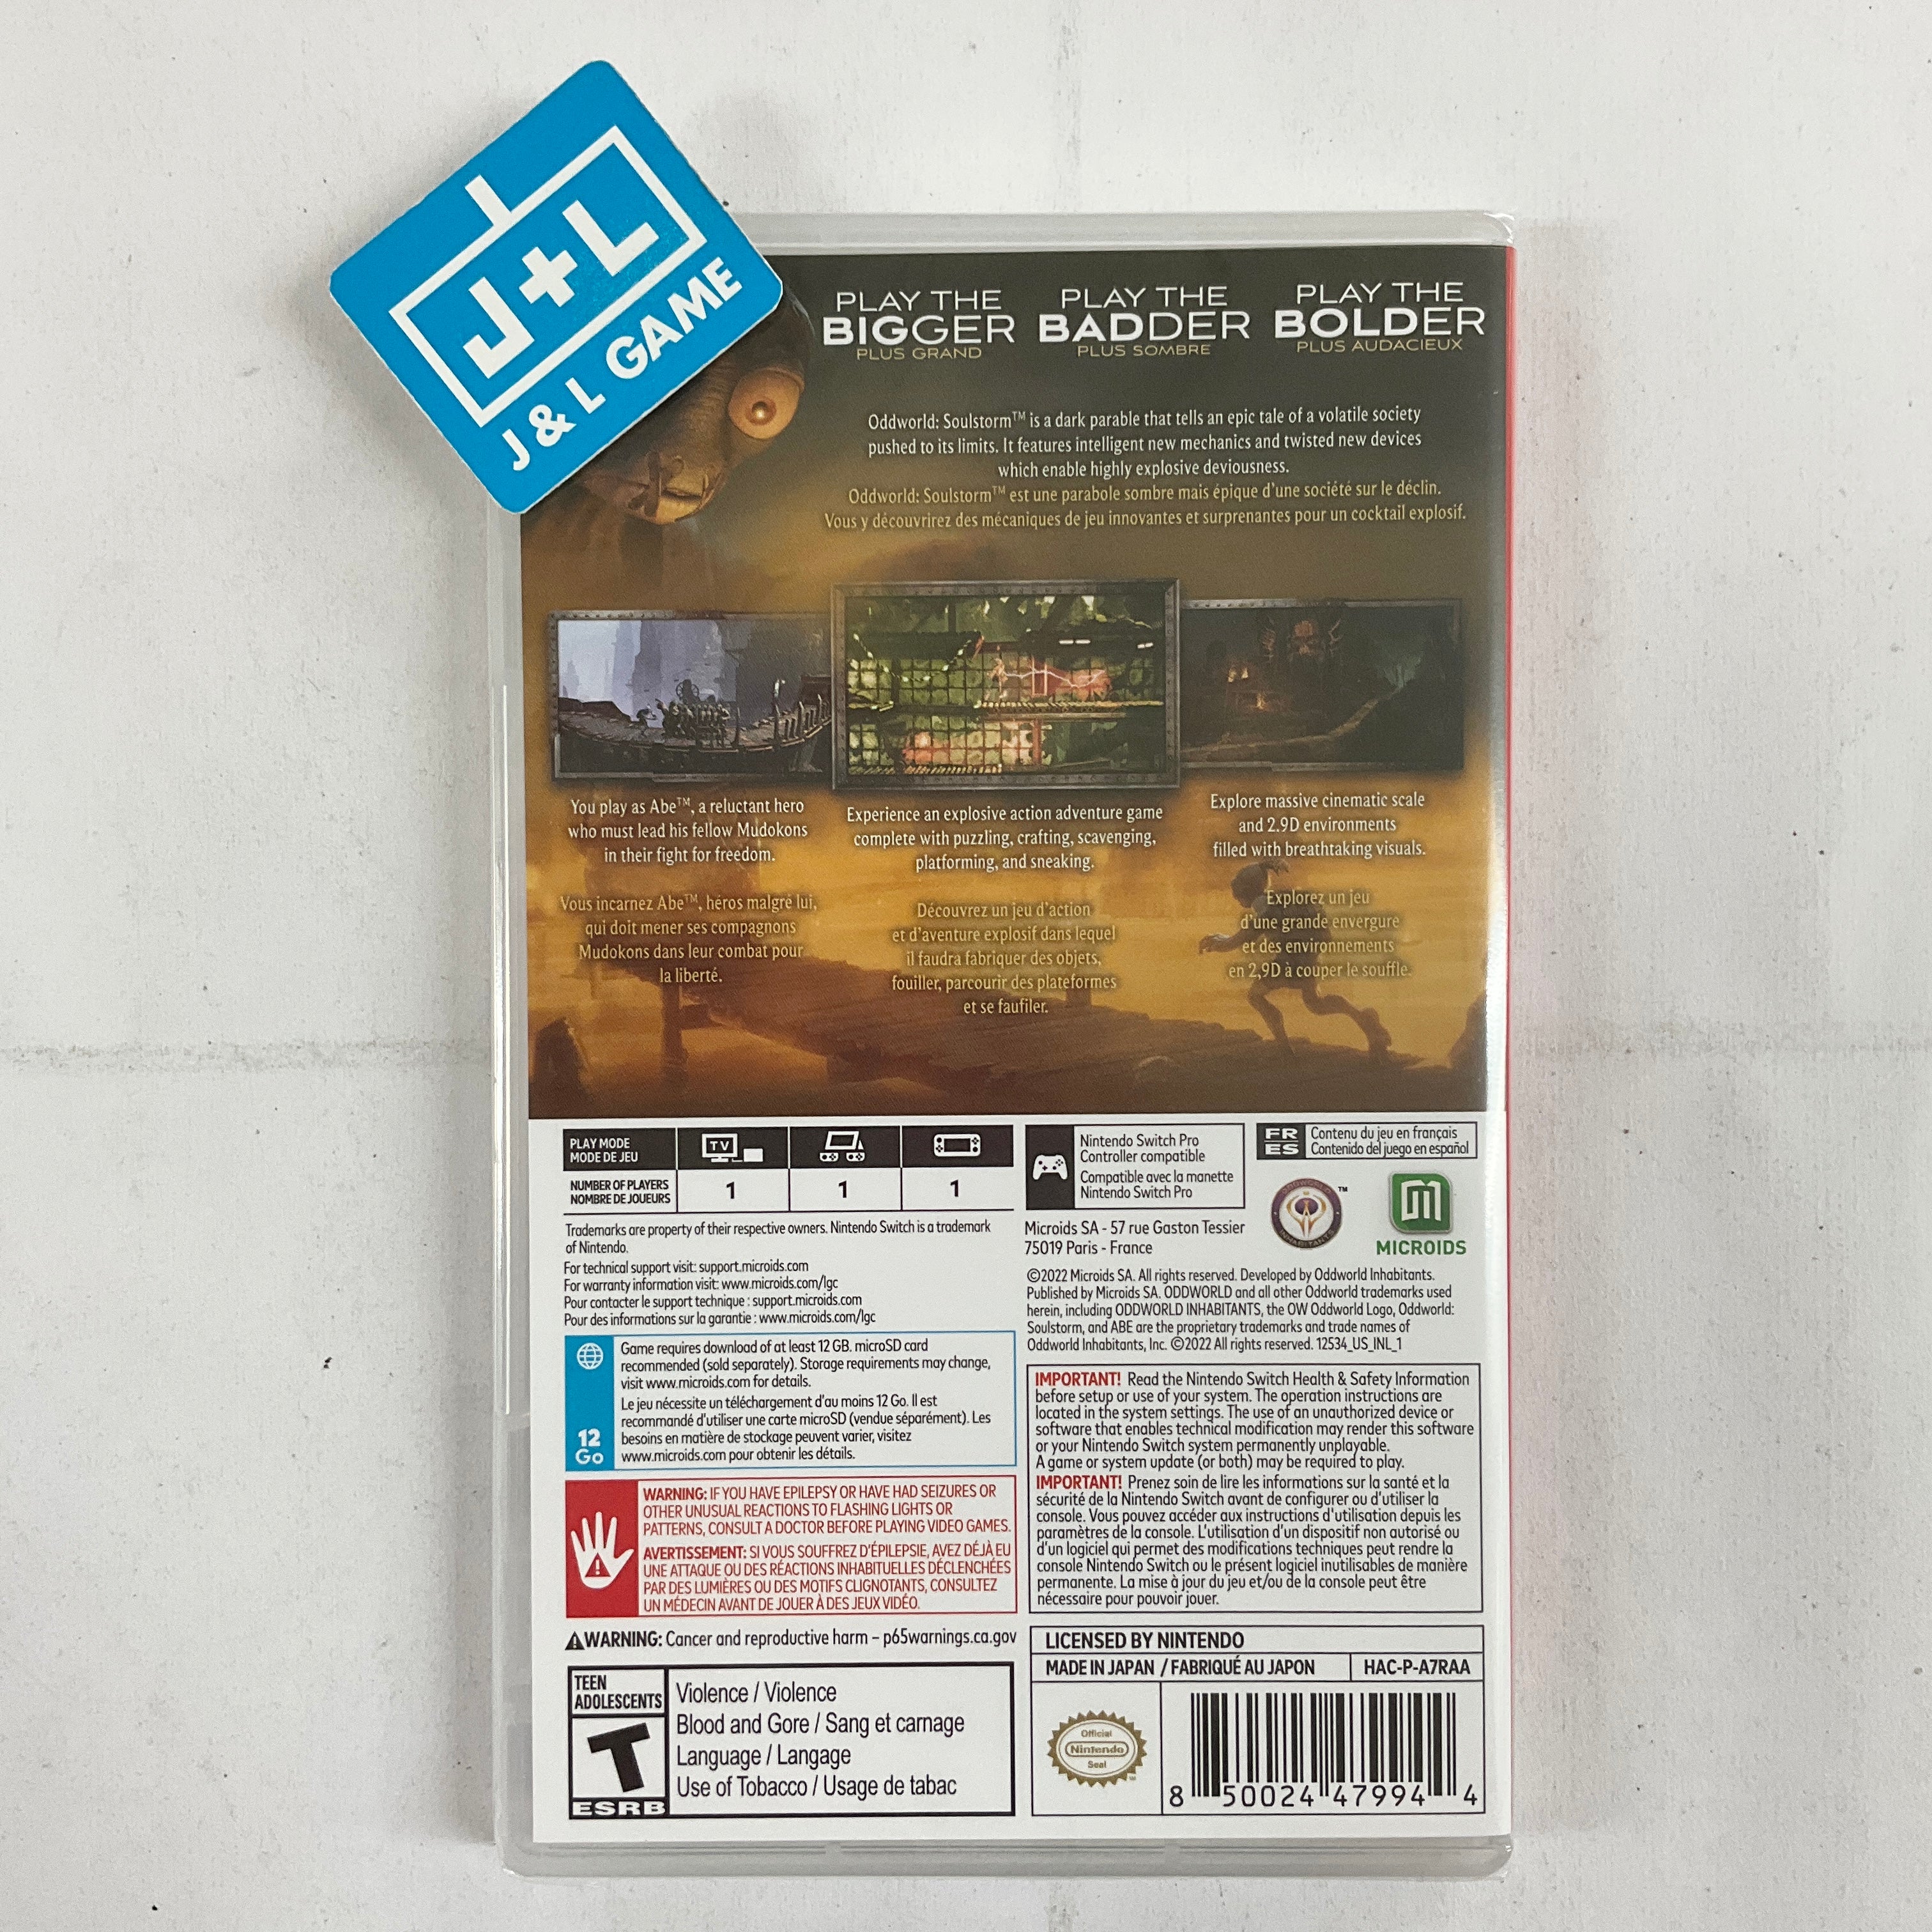 J+L
J & L GAME
PLAY THE
BIGGER
PLUS GRAND
PLAY THE
BADDER
PLUS SOMBRE
PLAY THE
BOLDER
PLUS AUDACIEUX
Oddworld: Soulstorm™ is a dark parable that tells an epic tale of a volatile society
pushed to its limits. It features intelligent new mechanics and twisted new devices
which enable highly explosive deviousness.
Oddworld: Soulstorm™ est une parabole sombre mais épique d'une société sur le déclin.
Vous y découvrirez des mécaniques de jeu innovantes et surprenantes pour un cocktail explosif.
You play as Abe™, a reluctant hero
who must lead his fellow Mudokons
in their fight for freedom.
Vous incarnez Abe™, héros malgré lui,
qui doit mener ses compagnons
Mudokons dans leur combat pour
la liberté.
Experience an explosive action adventure game
complete with puzzling, crafting, scavenging,
platforming, and sneaking.
Découvrez un jeu d'action
et d'aventure explosif dans lequel
il faudra fabriquer des objets,
fouiller, parcourir des plateformes
et se faufiler.
Explore massive cinematic scale
and 2.9D environments
filled with breathtaking visuals.
Explorez un jeu
d'une grande envergure
et des environnements
en 2,9D à couper le souffle.
PLAY MODE
MODE DE JEU
TV
NUMBER OF PLAYERS
NOMBRE DE JOUEURS
1
1
1
Nintendo Switch Pro
Controller compatible
Compatible avec la manette
Nintendo Switch Pro
FR
ES
Contenu du jeu en français
Contenido del juego en español
Trademarks are property of their respective owners. Nintendo Switch is a trademark
of Nintendo.
For technical support visit: support.microids.com
For warranty information visit: www.microids.com/lgc
Pour contacter le support technique : support.microids.com
Pour des informations sur la garantie : www.microids.com/lgc
Microids SA - 57 rue Gaston Tessier
75019 Paris - France
ODDWORLD
INHABITANTS
™
MICROIDS
©2022 Microids SA. All rights reserved. Developed by Oddworld Inhabitants.
Published by Microids SA. ODDWORLD and all other Oddworld trademarks used
herein, including ODDWORLD INHABITANTS, the OW Oddworld Logo, Oddworld:
Soulstorm, and ABE are the proprietary trademarks and trade names of
Oddworld Inhabitants, Inc. ©2022 All rights reserved. 12534_US_INL_1
12
Go
Game requires download of at least 12 GB. microSD card
recommended (sold separately). Storage requirements may change,
visit www.microids.com for details.
Le jeu nécessite un téléchargement d'au moins 12 Go. Il est
recommandé d'utiliser une carte microSD (vendue séparément). Les
besoins en matière de stockage peuvent varier, visitez
www.microids.com pour obtenir les détails.
WARNING: IF YOU HAVE EPILEPSY OR HAVE HAD SEIZURES OR
OTHER UNUSUAL REACTIONS TO FLASHING LIGHTS OR
PATTERNS, CONSULT A DOCTOR BEFORE PLAYING VIDEO GAMES.
AVERTISSEMENT: SI VOUS SOUFFREZ D'ÉPILEPSIE, AVEZ DÉJÀ EU
UNE ATTAQUE OU DES RÉACTIONS INHABITUELLES DÉCLENCHÉES
PAR DES LUMIÈRES OU DES MOTIFS CLIGNOTANTS, CONSULTEZ
UN MÉDECIN AVANT DE JOUER À DES JEUX VIDÉO.
IMPORTANT! Read the Nintendo Switch Health & Safety Information
before setup or use of your system. The operation instructions are
located in the system settings. The use of an unauthorized device or
software that enables technical modification may render this software
or your Nintendo Switch system permanently unplayable.
A game or system update (or both) may be required to play.
IMPORTANT! Prenez soin de lire les informations sur la santé et la
sécurité de la Nintendo Switch avant de configurer ou d'utiliser la
console. Vous pouvez accéder aux instructions d'utilisation depuis les
paramètres de la console. L'utilisation d'un dispositif non autorisé ou
d'un logiciel qui permet des modifications techniques peut rendre la
console Nintendo Switch ou le présent logiciel inutilisables de manière
permanente. La mise à jour du jeu et/ou de la console peut être
nécessaire pour pouvoir jouer.
WARNING: Cancer and reproductive harm – p65warnings.ca.gov
TEEN
ADOLESCENTS
T
ESRB
Violence / Violence
Blood and Gore / Sang et carnage
Language / Langage
Use of Tobacco / Usage de tabac
LICENSED BY NINTENDO
MADE IN JAPAN / FABRIQUÉ AU JAPON
HAC-P-A7RAA
Official
Nintendo
Seal
8 50024 47994 4